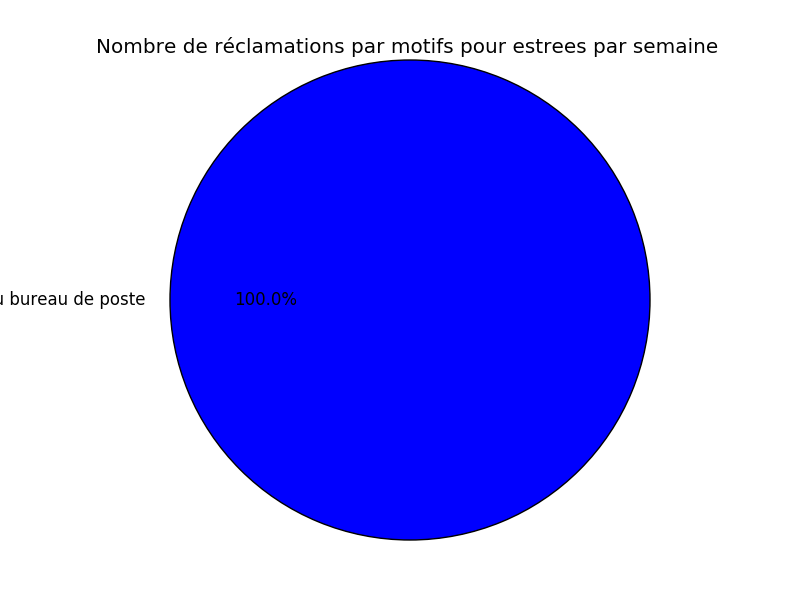 Nombre de réclamations par motifs pour estrees par semaine
bureau de poste
100.0%